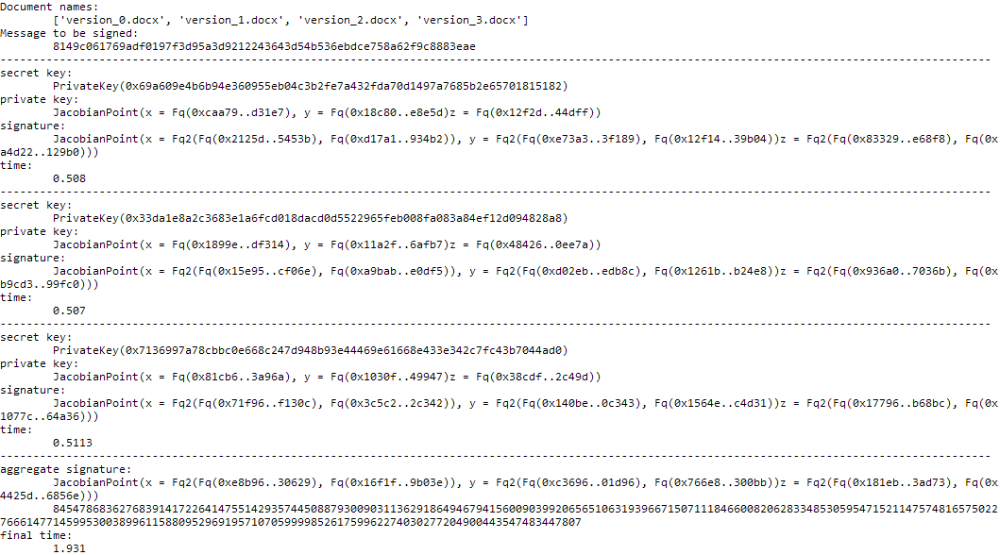 Document names:
['version_0.docx', 'version_1.docx', 'version_2.docx', 'version_3.docx']
Message to be signed:
8149c061769adf0197f3d95a3d9212243643d54b536ebdce758a62f9c8883eae
------------------------------------------------------------------------------------------------------------------------------------------------------
secret key:
PrivateKey(0x69a609e4b6b94e360955eb04c3b2fe7a432fda70d1497a7685b2e65701815182)
private key:
JacobianPoint(x = Fq(0xcaa79..d31e7), y = Fq(0x18c80..e8e5d)z = Fq(0x12f2d..44dff))
signature:
JacobianPoint(x = Fq2(Fq(0x2125d..5453b), Fq(0xd17a1..934b2)), y = Fq2(Fq(0xe73a3..3f189), Fq(0x12f14..39b04))z = Fq2(Fq(0x83329..e68f8), Fq(0x
a4d22..129b0)))
time:
0.508
------------------------------------------------------------------------------------------------------------------------------------------------------
secret key:
PrivateKey(0x33da1e8a2c3683e1a6fcd018dacd0d5522965feb008fa083a84ef12d094828a8)
private key:
JacobianPoint(x = Fq(0x1899e..df314), y = Fq(0x11a2f..6afb7)z = Fq(0x48426..0ee7a))
signature:
JacobianPoint(x = Fq2(Fq(0x15e95..cf06e), Fq(0xa9bab..e0df5)), y = Fq2(Fq(0xd02eb..edb8c), Fq(0x1261b..b24e8))z = Fq2(Fq(0x936a0..7036b), Fq(0x
b9cd3..99fc0)))
time:
0.507
------------------------------------------------------------------------------------------------------------------------------------------------------
secret key:
PrivateKey(0x7136997a78cbbc0e668c247d948b93e44469e61668e433e342c7fc43b7044ad0)
private key:
JacobianPoint(x = Fq(0x81cb6..3a96a), y = Fq(0x1030f..49947)z = Fq(0x38cdf..2c49d))
signature:
JacobianPoint(x = Fq2(Fq(0x71f96..f130c), Fq(0x3c5c2..2c342)), y = Fq2(Fq(0x140be..0c343), Fq(0x1564e..c4d31))z = Fq2(Fq(0x17796..b68bc), Fq(0x
1077c..64a36)))
time:
0.5113
------------------------------------------------------------------------------------------------------------------------------------------------------
aggregate signature:
JacobianPoint(x = Fq2(Fq(0xe8b96..30629), Fq(0x16f1f..9b03e)), y = Fq2(Fq(0xc3696..01d96), Fq(0x766e8..300bb))z = Fq2(Fq(0x181eb..3ad73), Fq(0x
4425d..6856e)))
84547868362768391417226414755142935744508879300903113629186494679415600903992065651063193966715071118466008206283348530595471521147574816575022
7666147714599530038996115880952969195710705999985261759962274030277204900443547483447807
final time:
1.931